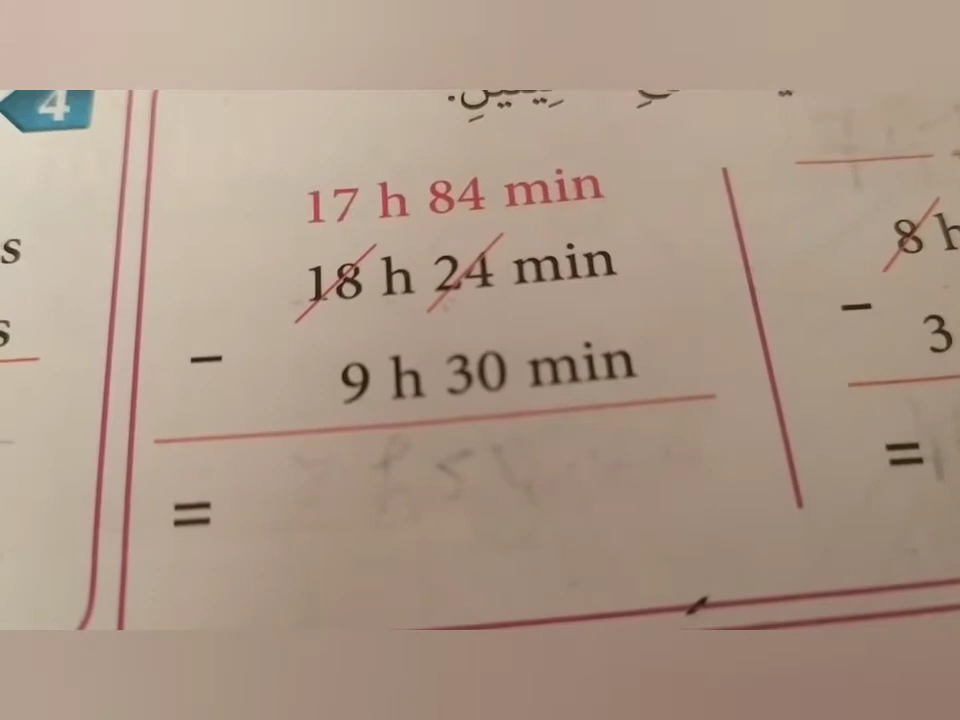 4
17 h 84 min
18 h 24 min
- 9 h 30 min
=
s
s
8 h
- 3
=